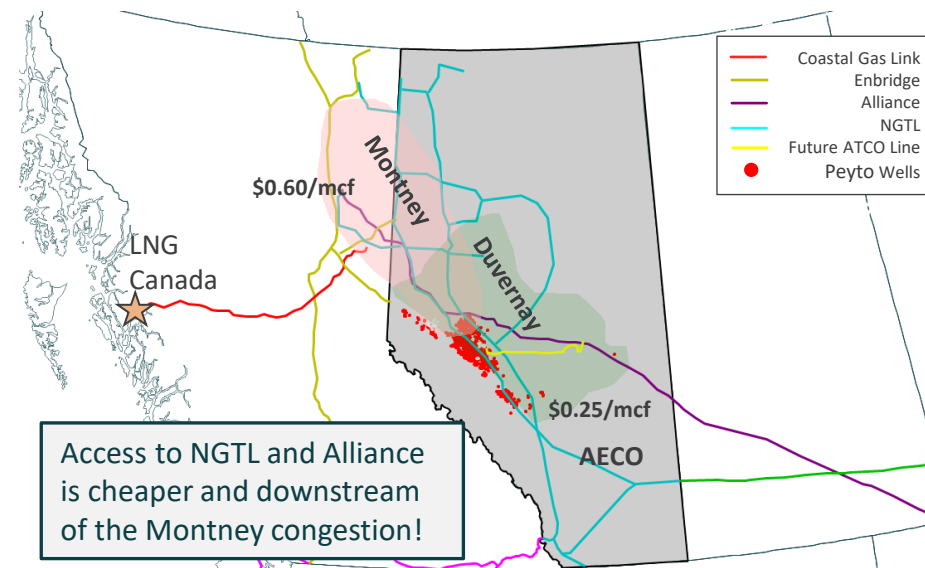 Coastal Gas Link
Enbridge
Alliance
NGTL
Future ATCO Line
Peyto Wells
Montney
$0.60/mcf
Duvernay
LNG
Canada
$0.25/mcf
AECO
Access to NGTL and Alliance
is cheaper and downstream
of the Montney congestion!